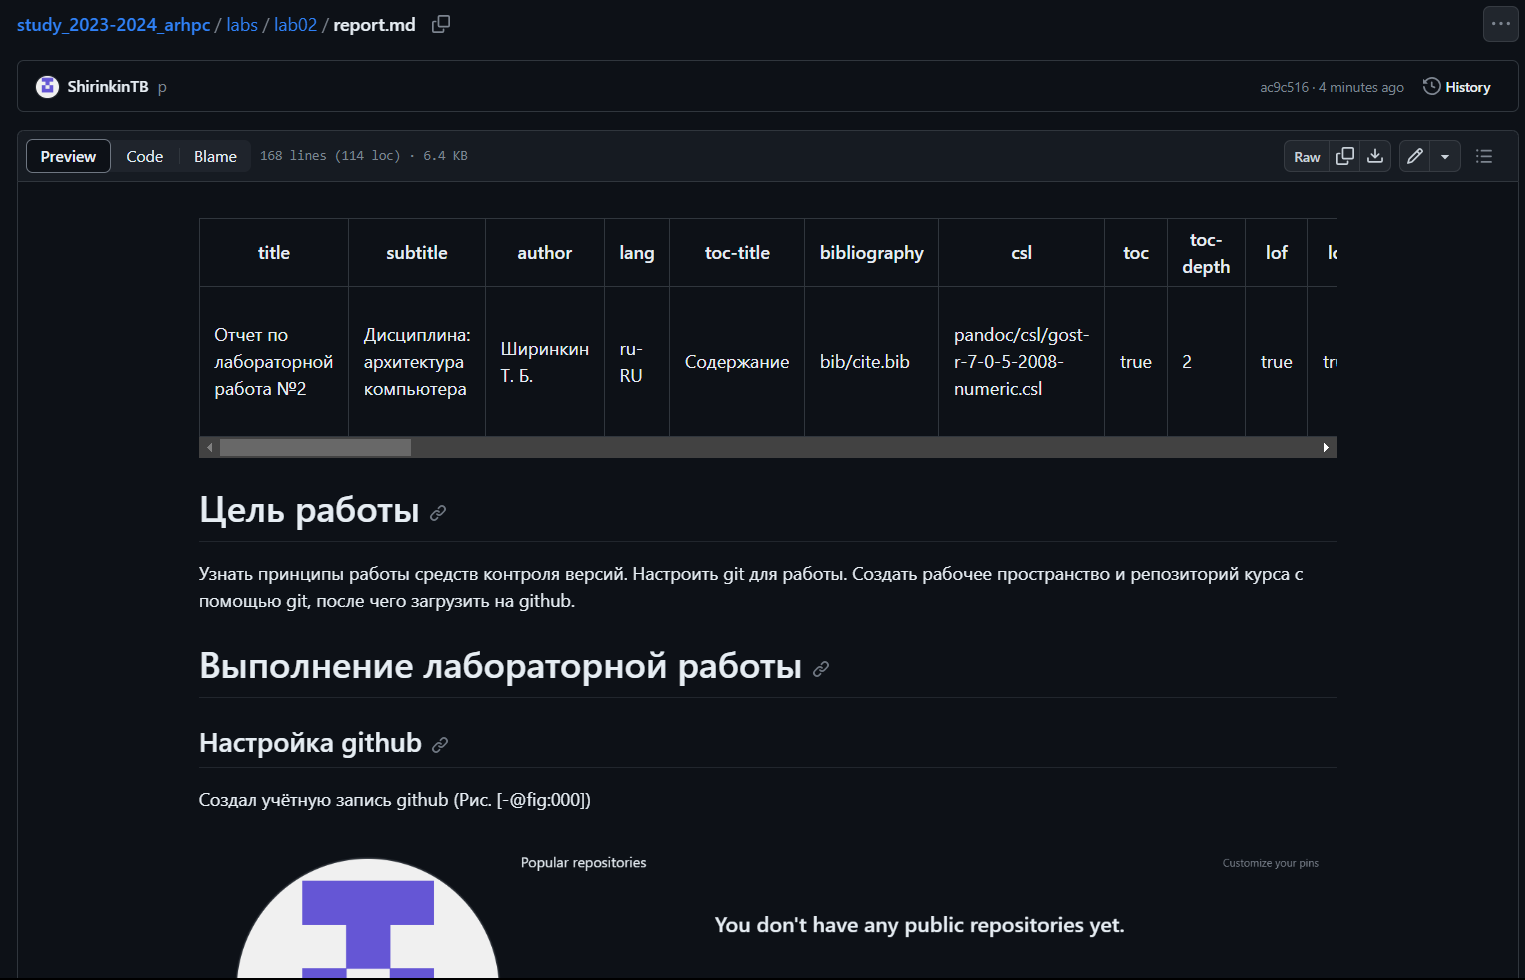 study_2023-2024_arhpc / labs / lab02 / report.md
ShirinkinTB p
ac9c516 · 4 minutes ago History
Preview Code Blame 168 lines (114 loc) · 6.4 KB Raw
title subtitle author lang toc-title bibliography csl toc toc-depth lof
Отчет по лабораторной работа №2 Дисциплина: архитектура компьютера Ширинкин Т. Б. ru-RU Содержание bib/cite.bib pandoc/csl/gost-r-7-0-5-2008-numeric.csl true 2 true
Цель работы
Узнать принципы работы средств контроля версий. Настроить git для работы. Создать рабочее пространство и репозиторий курса с
помощью git, после чего загрузить на github.
Выполнение лабораторной работы
Настройка github
Создал учётную запись github (Рис. [-@fig:000])
Popular repositories Customize your pins
You don't have any public repositories yet.